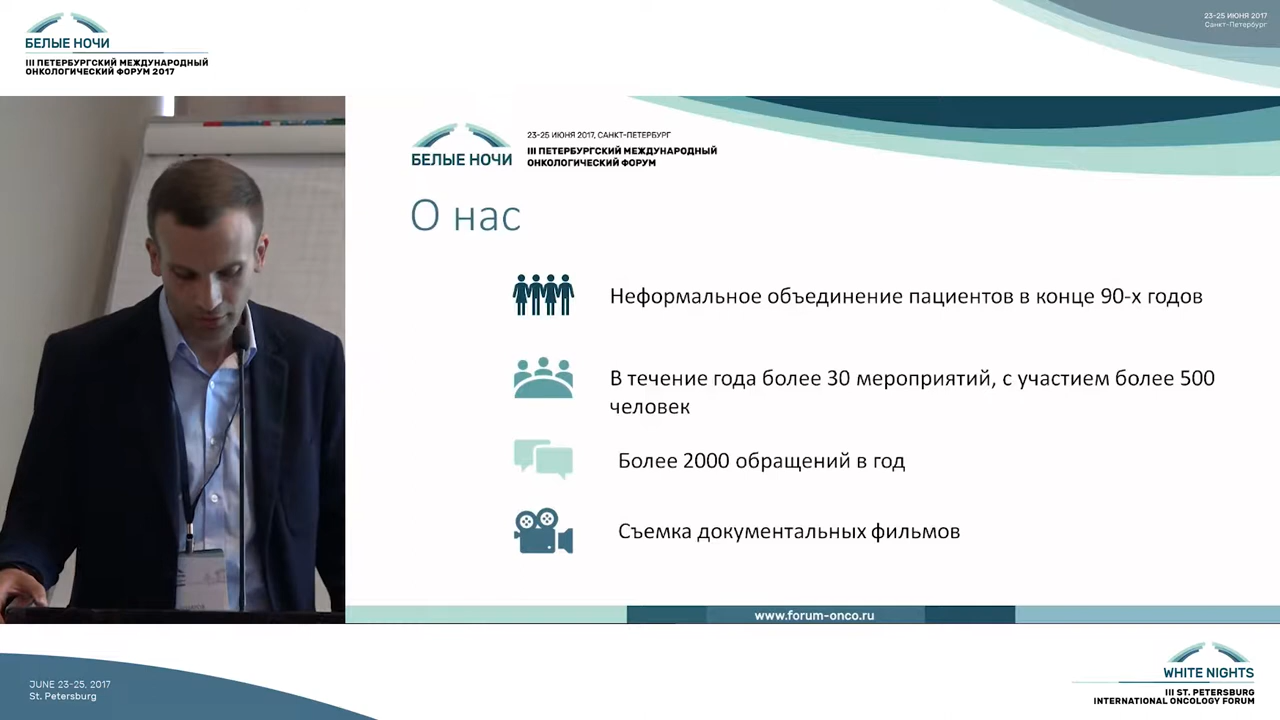 БЕЛЫЕ НОЧИ
III ПЕТЕРБУРГСКИЙ МЕЖДУНАРОДНЫЙ
ОНКОЛОГИЧЕСКИЙ ФОРУМ 2017
23-25 ИЮНЯ 2017
Санкт-Петербург
БЕЛЫЕ НОЧИ
23-25 ИЮНЯ 2017, САНКТ-ПЕТЕРБУРГ
III ПЕТЕРБУРГСКИЙ МЕЖДУНАРОДНЫЙ
ОНКОЛОГИЧЕСКИЙ ФОРУМ
О нас
Неформальное объединение пациентов в конце 90-х годов
В течение года более 30 мероприятий, с участием более 500
человек
Более 2000 обращений в год
Съемка документальных фильмов
www.forum-onco.ru
JUNE 23-25, 2017
St. Petersburg
WHITE NIGHTS
III ST. PETERSBURG
INTERNATIONAL ONCOLOGY FORUM